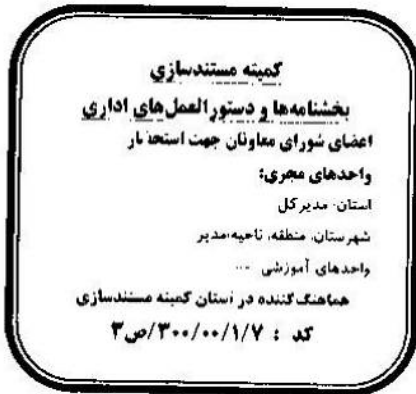 کمیته مستندسازی
بخشنامه‌ها و دستورالعمل‌های اداری
اعضای شورای معاونان جهت استحضار
واحدهای مجری:
استان: مدیرکل
شهرستان، منطقه، ناحیه:مدیر
واحدهای آموزشی ...
هماهنگ‌کننده در استان کمیته مستندسازی
کد : ۳۰۰/۰۰/۱/۷/ص۳